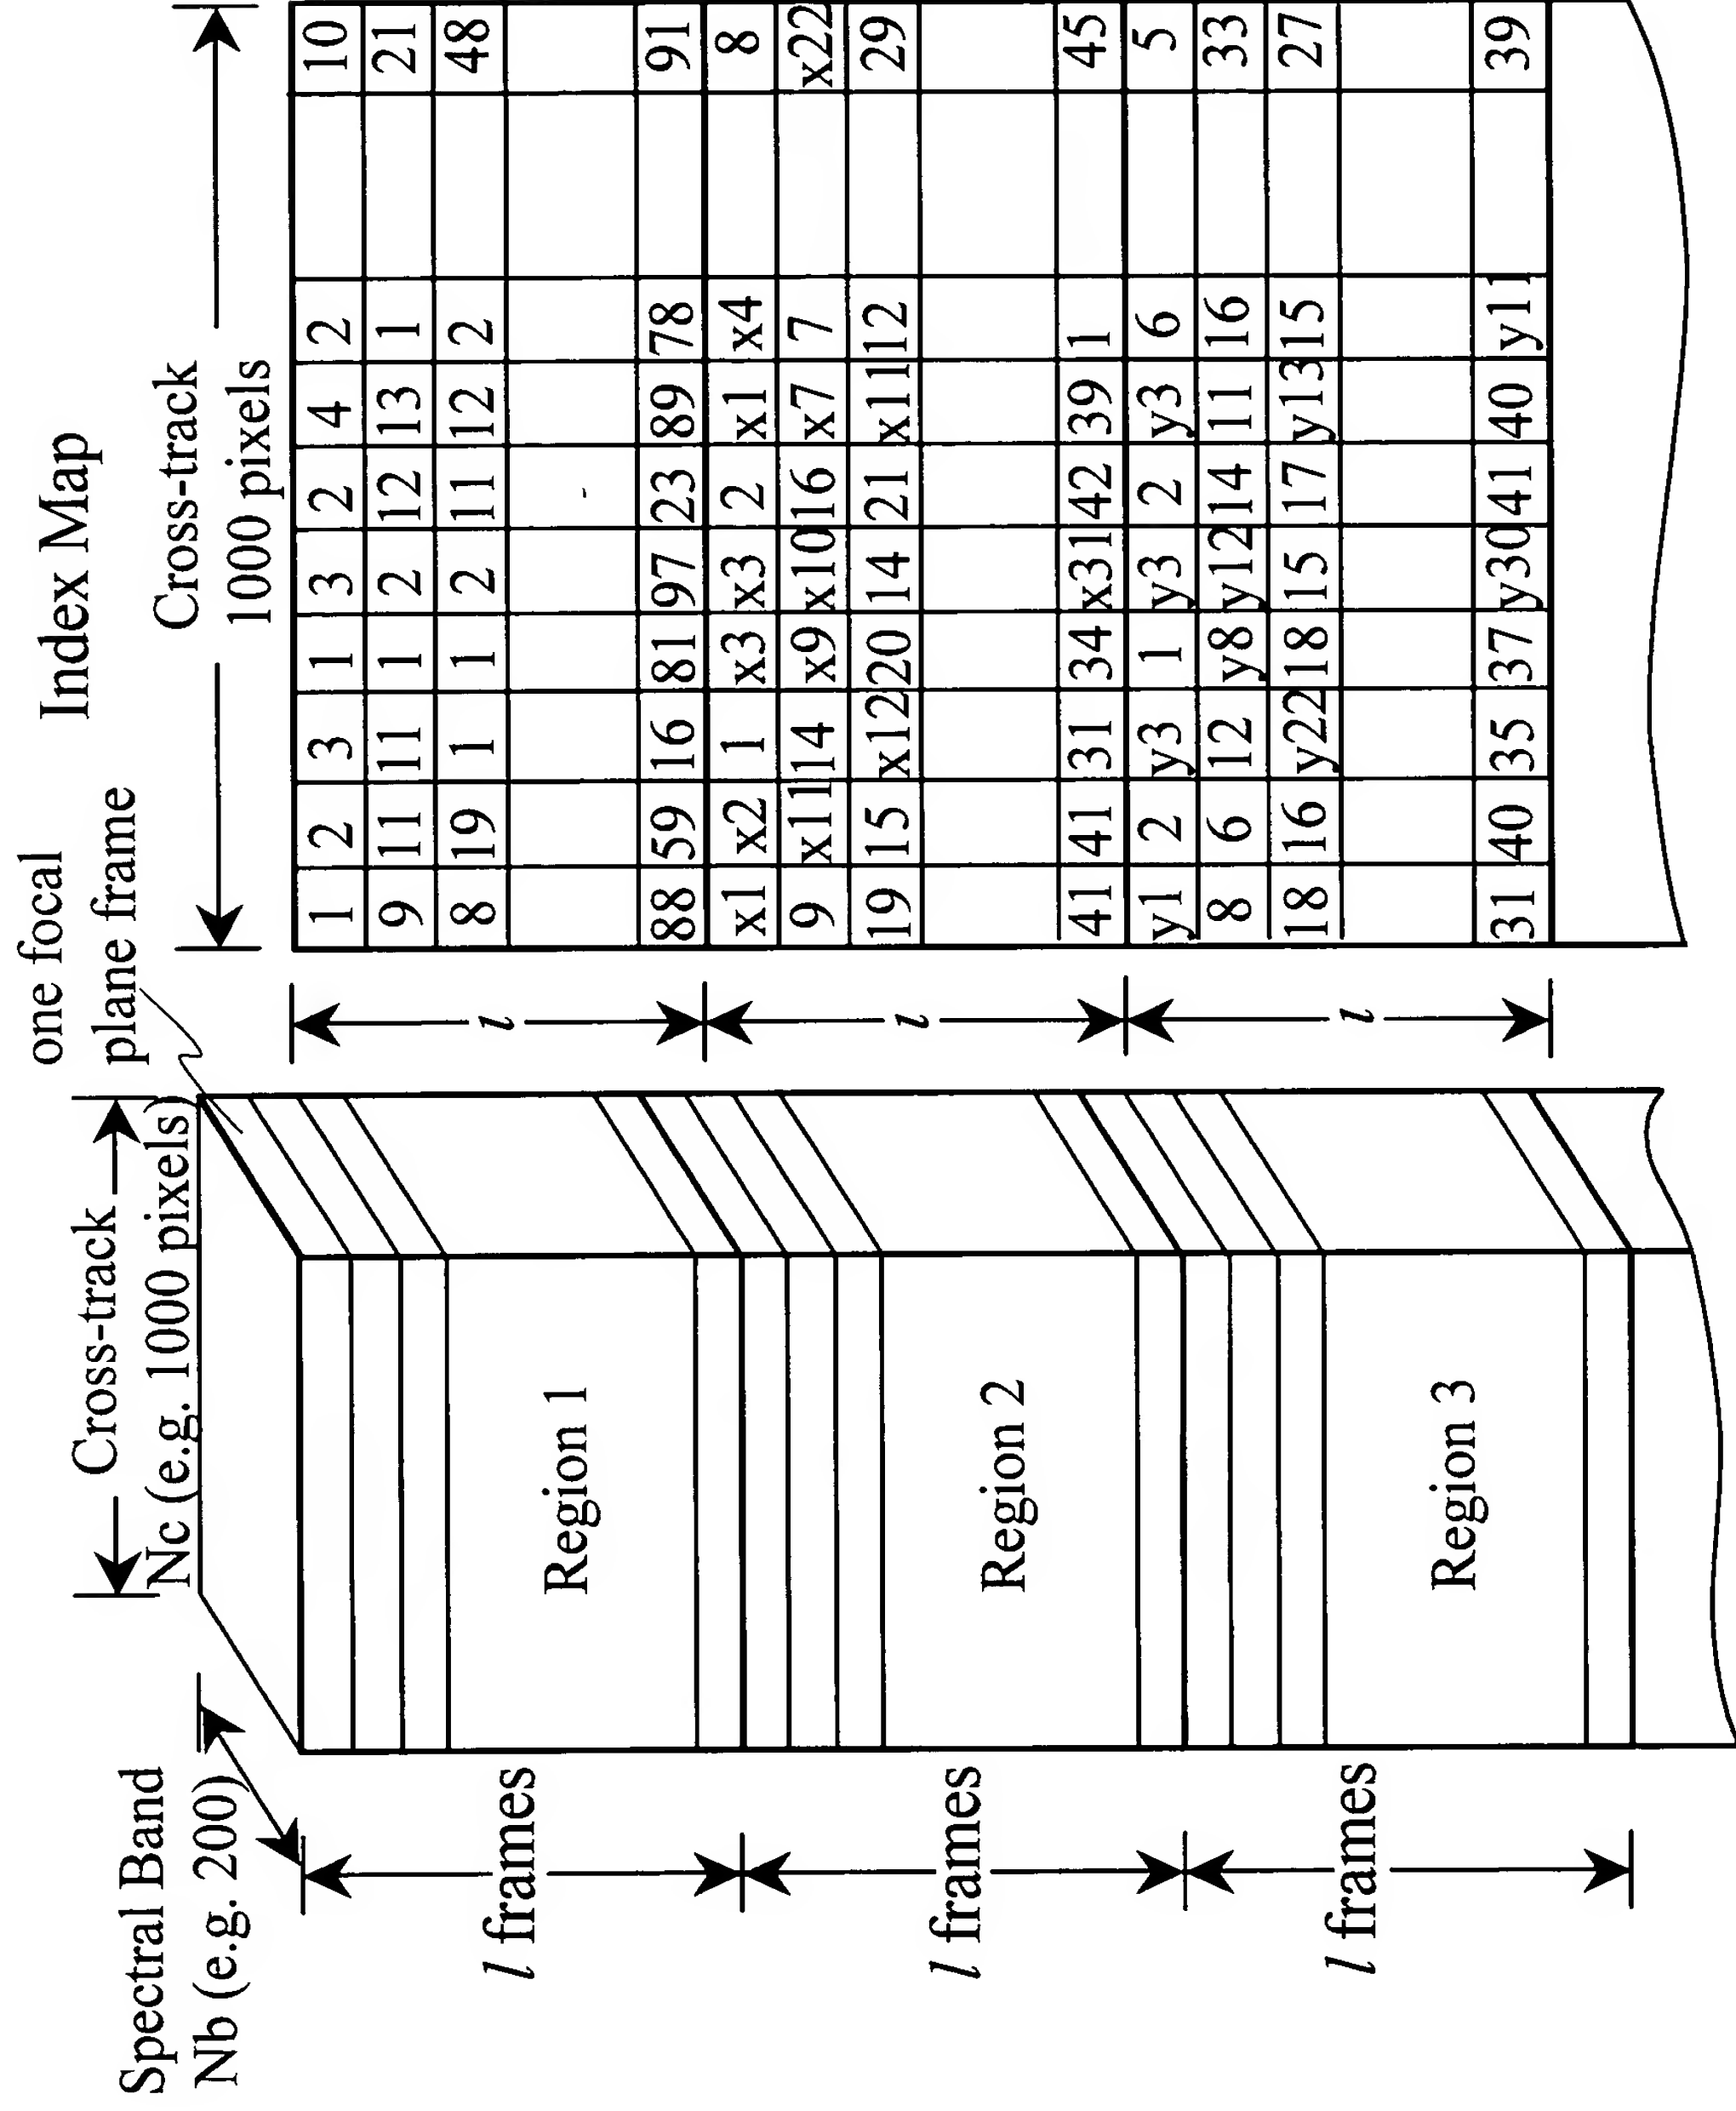 Spectral Band
Nb (e.g. 200)
Cross-track
Nc (e.g. 1000 pixels)
one focal
plane frame
l frames
Region 1
l frames
Region 2
l frames
Region 3
Index Map
Cross-track
1000 pixels
l
l
l
1 2 3 1 3 2 4 2 10
9 11 11 1 2 12 13 1 21
8 19 1 1 2 11 12 2 48
88 59 16 81 97 23 89 78 91
x1 x2 1 x3 x3 2 x1 x4 8
9 x11 14 x9 x10 16 x7 7 x22
19 15 x12 20 14 21 x11 12 29
41 41 31 34 x31 42 39 1 45
y1 2 y3 1 y3 2 y3 6 5
8 6 12 y8 y12 14 11 16 33
18 16 y22 18 15 17 y13 15 27
31 40 35 37 y30 41 40 y11 39